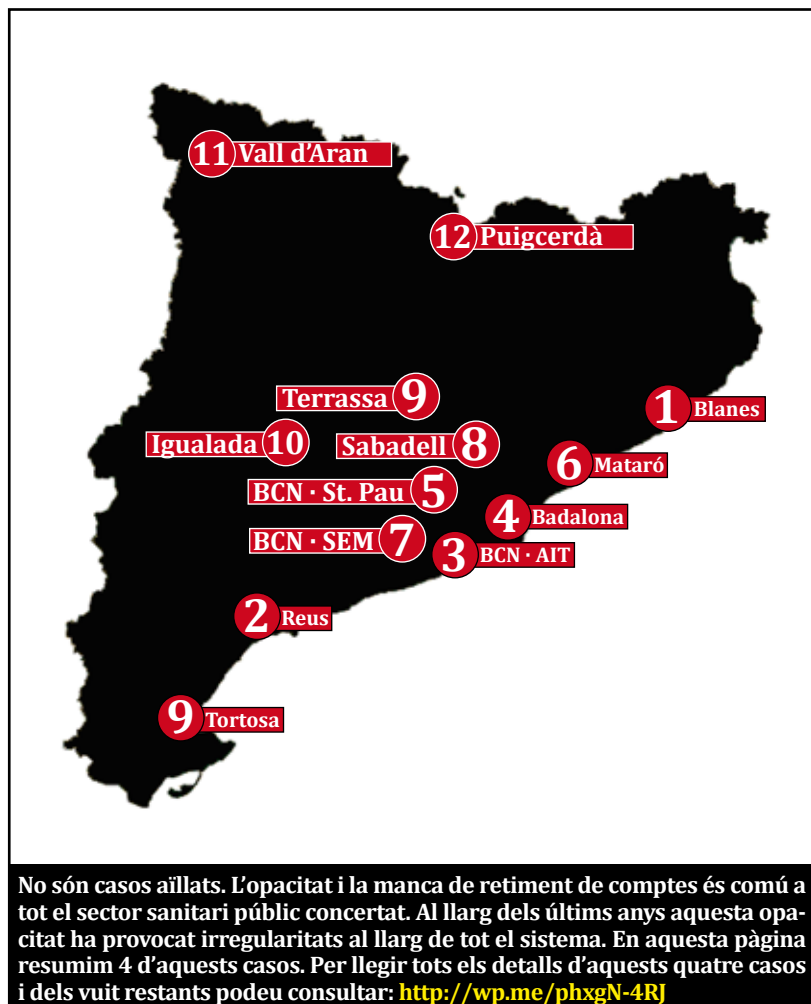 11 Vall d'Aran
12 Puigcerdà
Terrassa 9
1 Blanes
Igualada 10
Sabadell 8
6 Mataró
BCN · St. Pau 5
4 Badalona
BCN · SEM 7
3 BCN · AIT
2 Reus
9 Tortosa
No són casos aïllats. L'opacitat i la manca de retiment de comptes és comú a
tot el sector sanitari públic concertat. Al llarg dels últims anys aquesta opa-
citat ha provocat irregularitats al llarg de tot el sistema. En aquesta pàgina
resumim 4 d'aquests casos. Per llegir tots els detalls d'aquests quatre casos
i dels vuit restants podeu consultar: http://wp.me/phxgN-4RJ